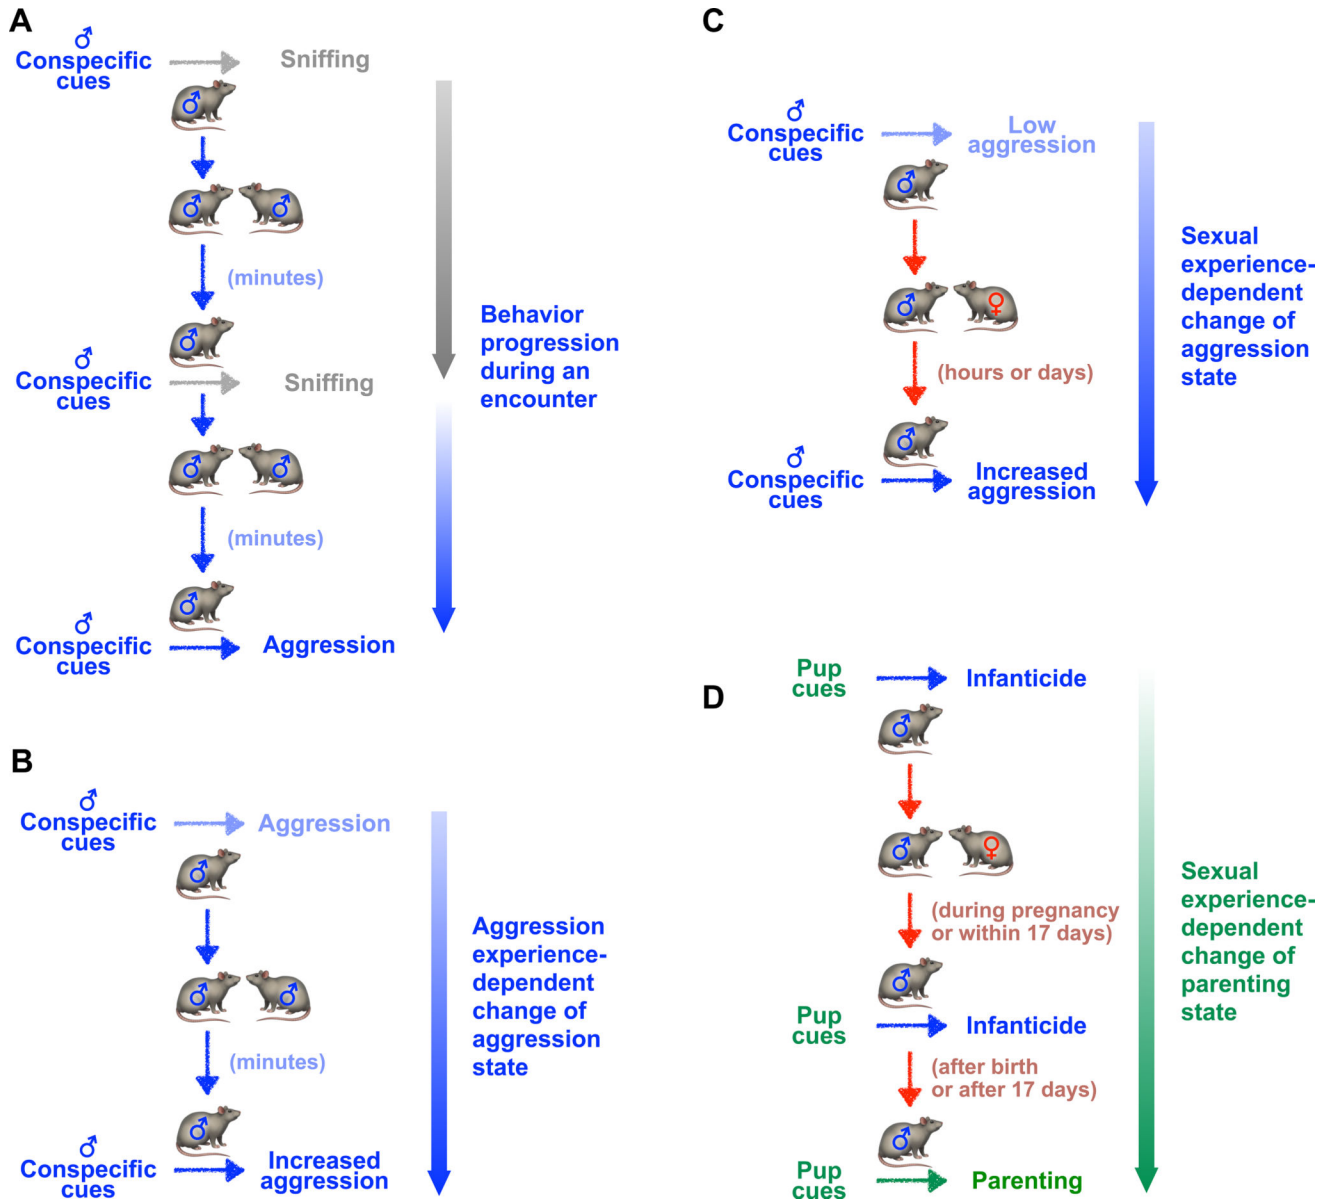 A
♂
Conspecific
cues
Sniffing
♂
♂
♂
(minutes)
♂
♂
Conspecific
cues
Sniffing
♂
♂
(minutes)
♂
♂
Conspecific
cues
Aggression
Behavior
progression
during an
encounter
B
♂
Conspecific
cues
Aggression
♂
♂
♂
(minutes)
♂
♂
Conspecific
cues
Increased
aggression
Aggression
experience-
dependent
change of
aggression
state
C
♂
Conspecific
cues
Low
aggression
♂
♂
♀
(hours or days)
♂
♂
Conspecific
cues
Increased
aggression
Sexual
experience-
dependent
change of
aggression
state
D
Pup
cues
Infanticide
♂
♂
♀
(during pregnancy
or within 17 days)
♂
Pup
cues
Infanticide
(after birth
or after 17 days)
♂
Pup
cues
Parenting
Sexual
experience-
dependent
change of
parenting
state